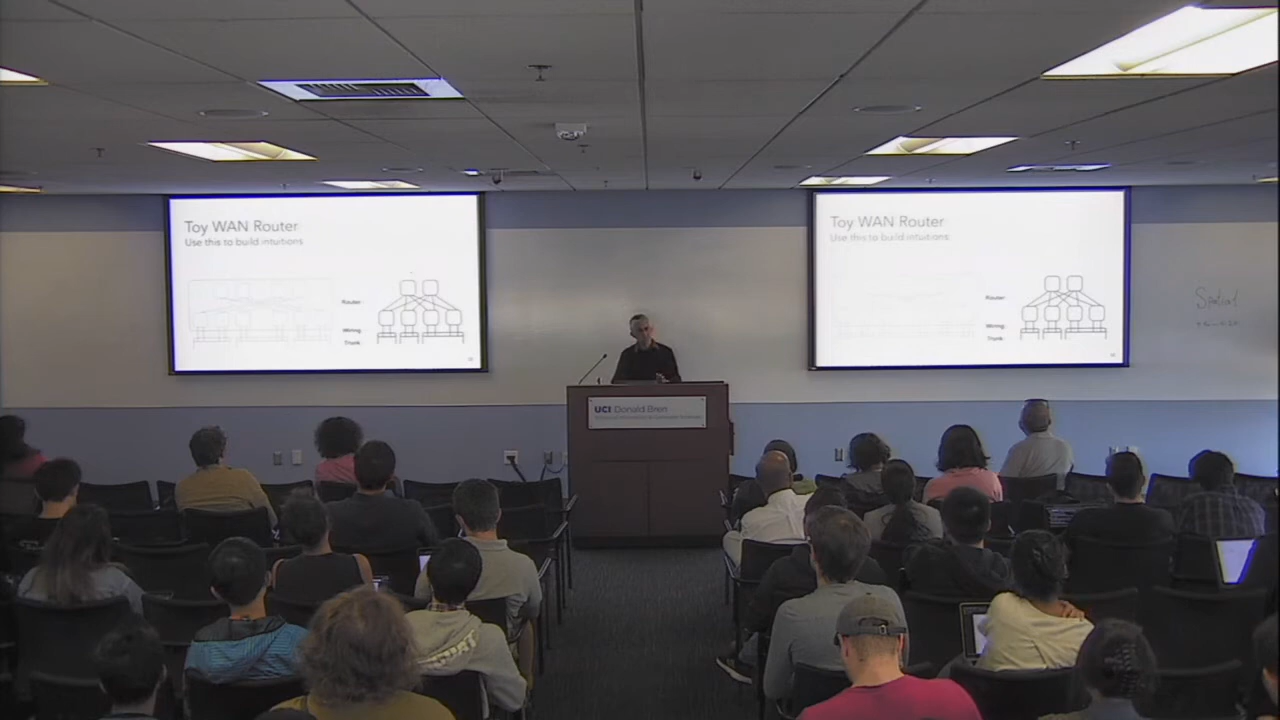 Toy WAN Router
Use this to build intuitions
Router:
Wiring:
Trunk:
Toy WAN Router
Use this to build intuitions
Router:
Wiring:
Trunk:
UCI Donald Bren
Spatial